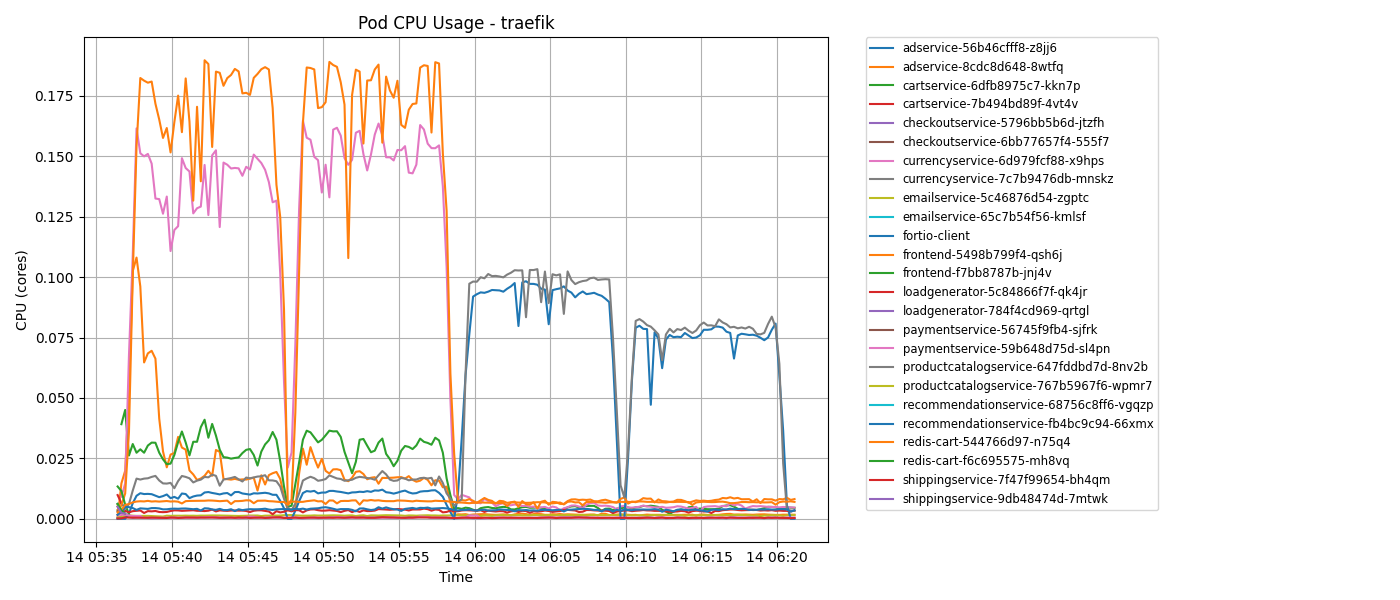 Pod CPU Usage - traefik
CPU (cores)
0.175
0.150
0.125
0.100
0.075
0.050
0.025
0.000
14 05:35 14 05:40 14 05:45 14 05:50 14 05:55 14 06:00 14 06:05 14 06:10 14 06:15 14 06:20
Time
adservice-56b46cfff8-z8jj6
adservice-8cdc8d648-8wtfq
cartservice-6dfb8975c7-kkn7p
cartservice-7b494bd89f-4vt4v
checkoutservice-5796bb5b6d-jtzfh
checkoutservice-6bb77657f4-555f7
currencyservice-6d979fcf88-x9hps
currencyservice-7c7b9476db-mnskz
emailservice-5c46876d54-zgptc
emailservice-65c7b54f56-kmlsf
fortio-client
frontend-5498b799f4-qsh6j
frontend-f7bb8787b-jnj4v
loadgenerator-5c84866f7f-qk4jr
loadgenerator-784f4cd969-qrtgl
paymentservice-56745f9fb4-sjfrk
paymentservice-59b648d75d-sl4pn
productcatalogservice-647fddbd7d-8nv2b
productcatalogservice-767b5967f6-wpmr7
recommendationservice-68756c8ff6-vgqzp
recommendationservice-fb4bc9c94-66xmx
redis-cart-544766d97-n75q4
redis-cart-f6c695575-mh8vq
shippingservice-7f47f99654-bh4qm
shippingservice-9db48474d-7mtwk